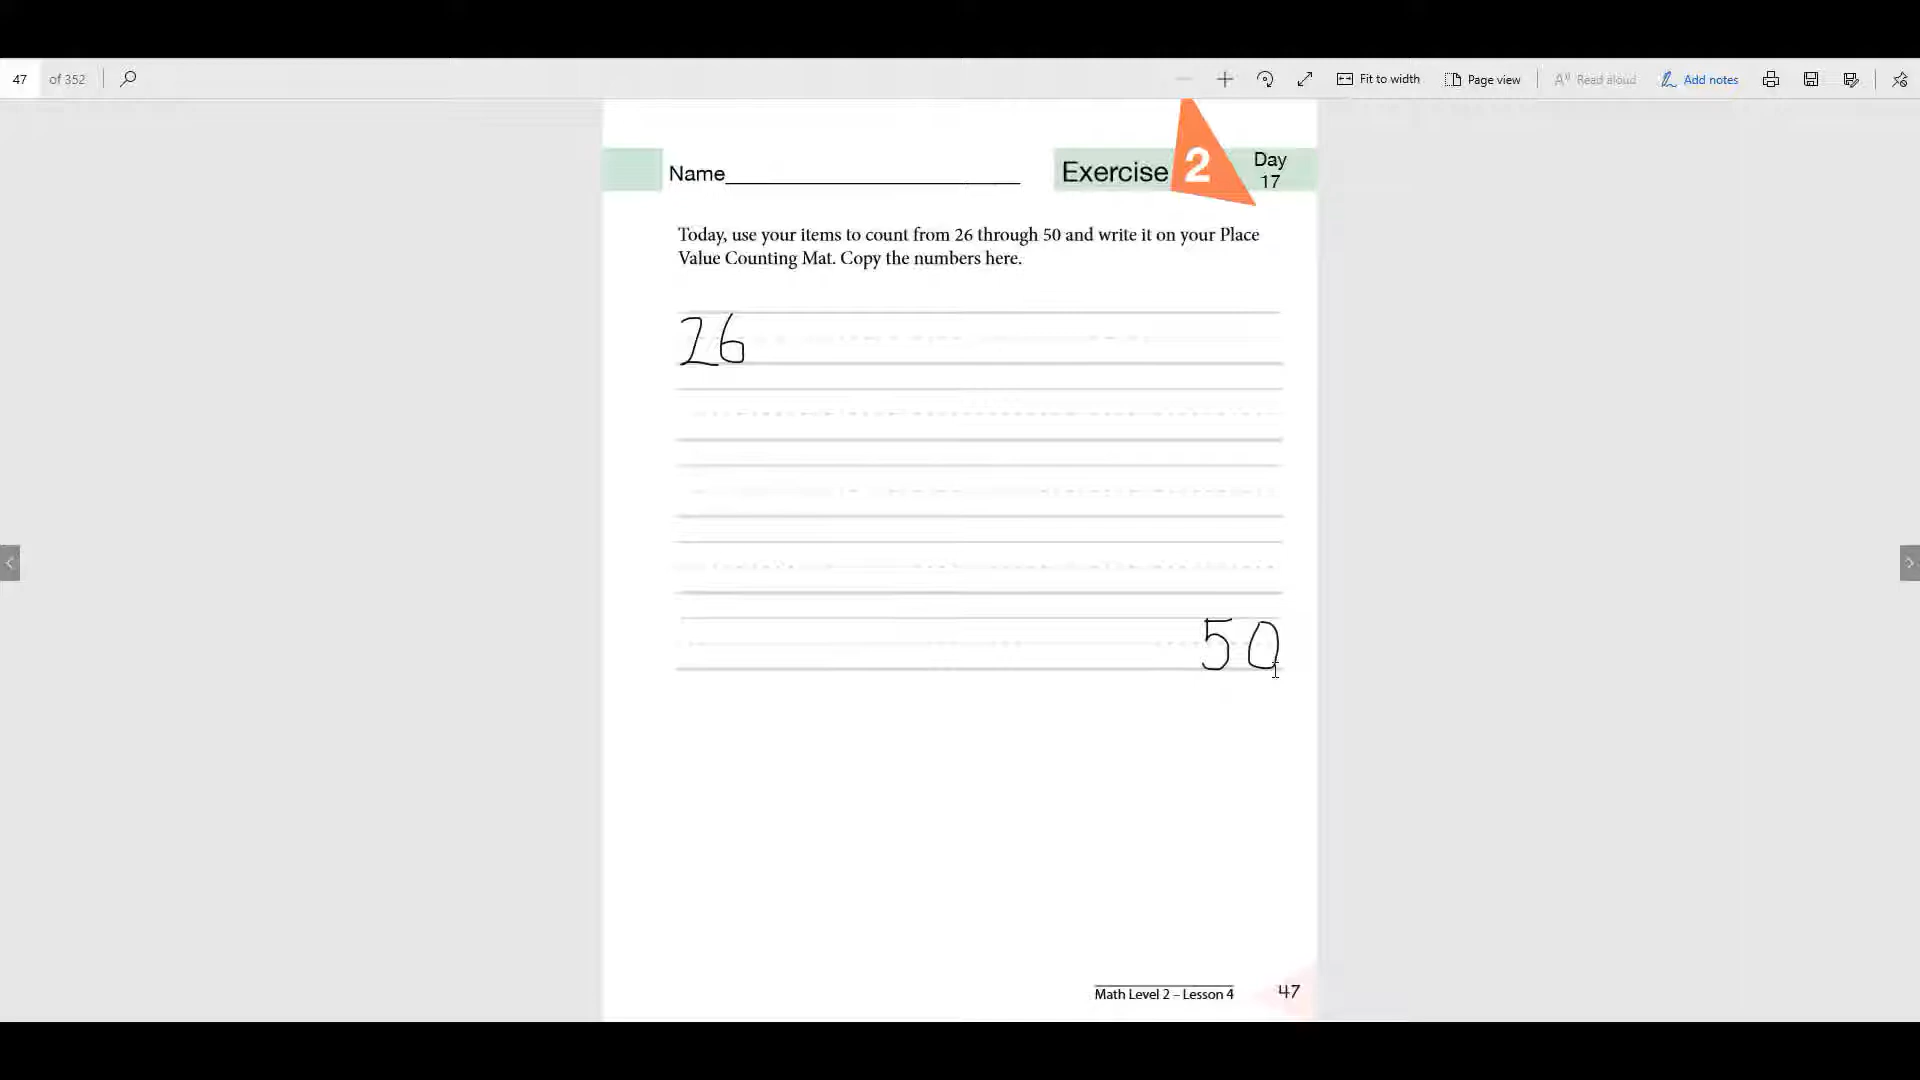 47 of 352 Fit to width Page view Read aloud Add notes
Name Exercise 2 Day 17
Today, use your items to count from 26 through 50 and write it on your Place
Value Counting Mat. Copy the numbers here.
26
50
Math Level 2 – Lesson 4 47